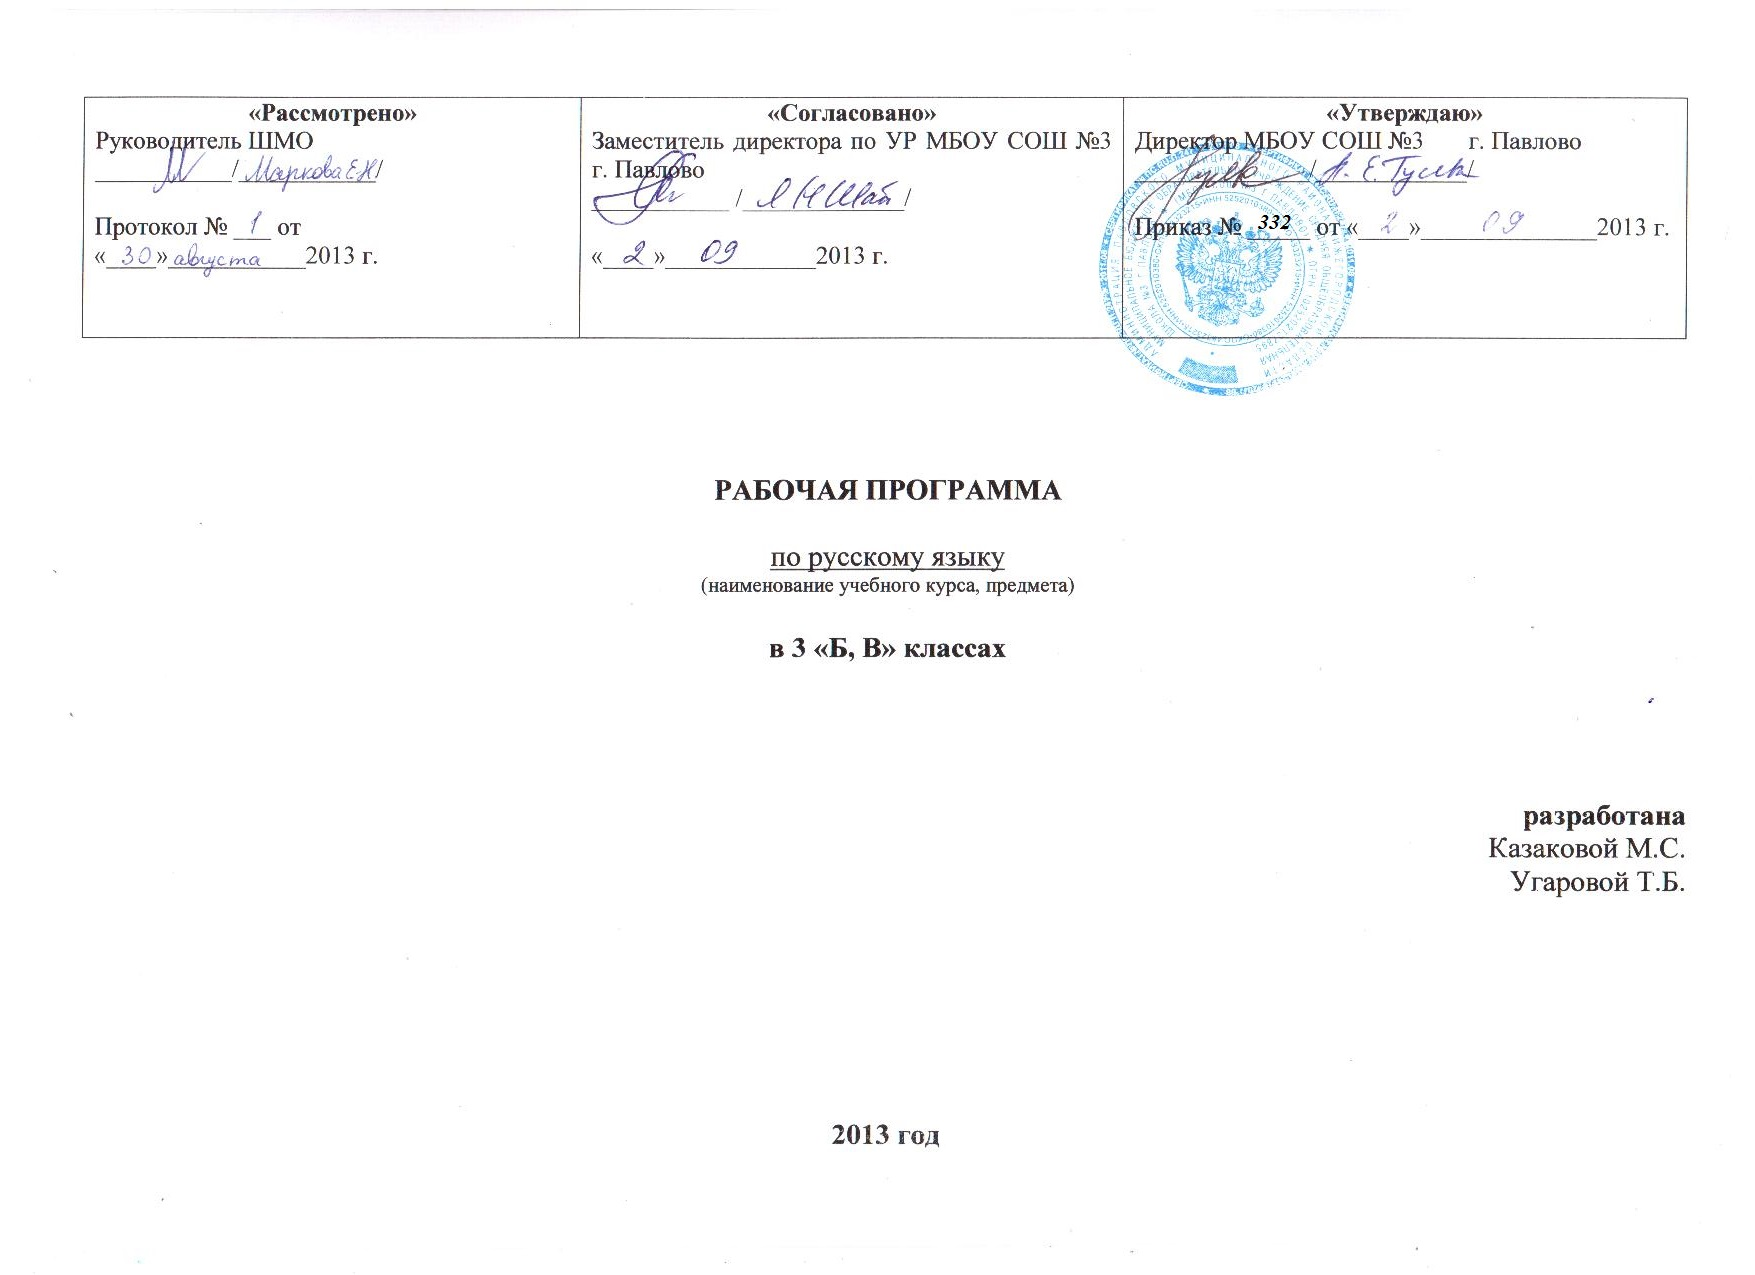 «Рассмотрено»
Руководитель ШМО
/ Маркова Е Н /
Протокол № 1 от
« 30 » августа 2013 г.
«Согласовано»
Заместитель директора по УР МБОУ СОШ №3
г. Павлово
/ /
« 2 » 09 2013 г.
«Утверждаю»
Директор МБОУ СОШ №3 г. Павлово
/ /
Приказ № 332 от « 2 » 09 2013 г.
РАБОЧАЯ ПРОГРАММА
по русскому языку
(наименование учебного курса, предмета)
в 3 «Б, В» классах
разработана
Казаковой М.С.
Угаровой Т.Б.
2013 год